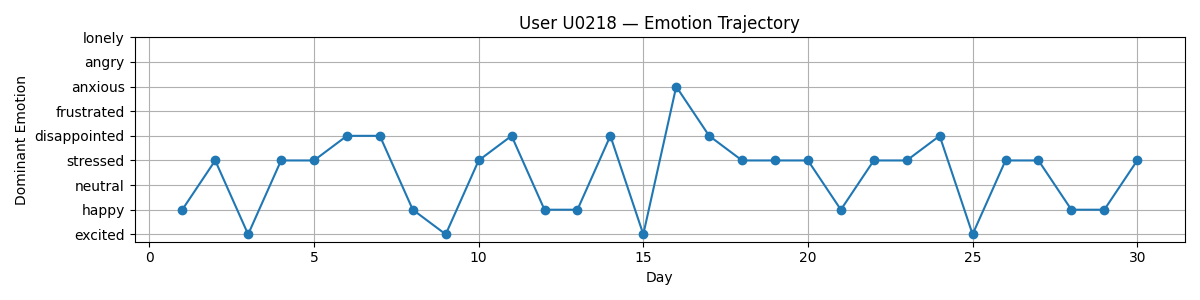 User U0218 — Emotion Trajectory
Dominant Emotion
lonely
angry
anxious
frustrated
disappointed
stressed
neutral
happy
excited
0 5 10 15 20 25 30
Day